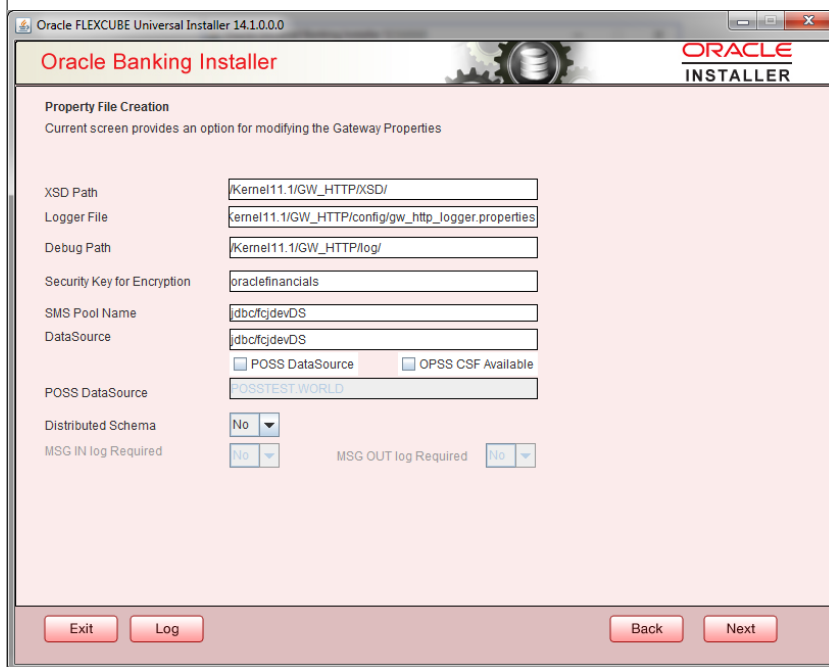 Oracle FLEXCUBE Universal Installer 14.1.0.0.0
Oracle Banking Installer
ORACLE
INSTALLER
Property File Creation
Current screen provides an option for modifying the Gateway Properties
XSD Path /Kernel11.1/GW_HTTP/XSD/
Logger File Kernel11.1/GW_HTTP/config/gw_http_logger.properties
Debug Path /Kernel11.1/GW_HTTP/log/
Security Key for Encryption oraclefinancials
SMS Pool Name jdbc/fcjdevDS
DataSource jdbc/fcjdevDS
POSS DataSource OPSS CSF Available
POSS DataSource POSSTEST.WORLD
Distributed Schema No
MSG IN log Required No MSG OUT log Required No
Exit Log Back Next